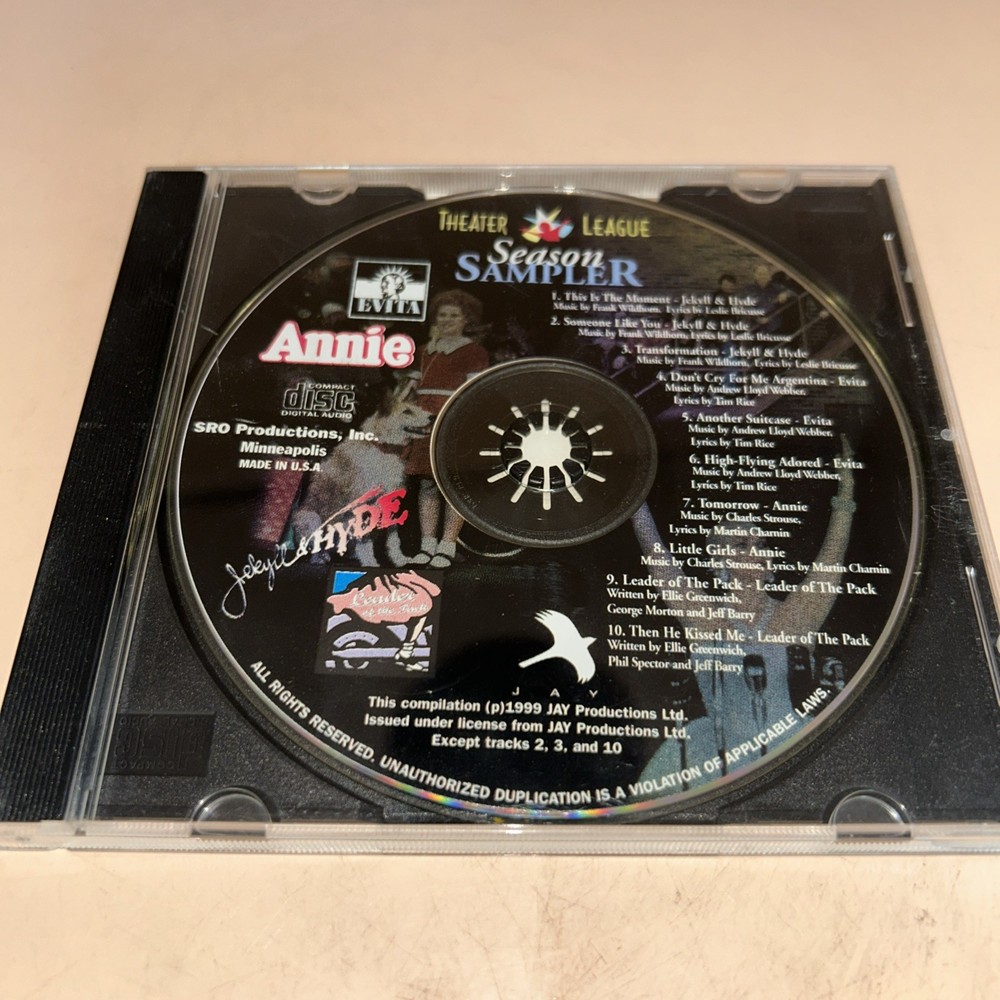 THEATER LEAGUE
Season
SAMPLER
EVITA
Annie
COMPACT
disc
DIGITAL AUDIO
SRO Productions, Inc.
Minneapolis
MADE IN U.S.A.
Jekyll & HYDE
Leader
of the Pack
1. This Is The Moment - Jekyll & Hyde
Music by Frank Wildhorn, Lyrics by Leslie Bricusse
2. Someone Like You - Jekyll & Hyde
Music by Frank Wildhorn, Lyrics by Leslie Bricusse
3. Transformation - Jekyll & Hyde
Music by Frank Wildhorn, Lyrics by Leslie Bricusse
4. Don't Cry For Me Argentina - Evita
Music by Andrew Lloyd Webber,
Lyrics by Tim Rice
5. Another Suitcase - Evita
Music by Andrew Lloyd Webber,
Lyrics by Tim Rice
6. High-Flying Adored - Evita
Music by Andrew Lloyd Webber,
Lyrics by Tim Rice
7. Tomorrow - Annie
Music by Charles Strouse,
Lyrics by Martin Charnin
8. Little Girls - Annie
Music by Charles Strouse, Lyrics by Martin Charnin
9. Leader of The Pack - Leader of The Pack
Written by Ellie Greenwich,
George Morton and Jeff Barry
10. Then He Kissed Me - Leader of The Pack
Written by Ellie Greenwich,
Phil Spector and Jeff Barry
JAY
This compilation (p)1999 JAY Productions Ltd.
Issued under license from JAY Productions Ltd.
Except tracks 2, 3, and 10
ALL RIGHTS RESERVED. UNAUTHORIZED DUPLICATION IS A VIOLATION OF APPLICABLE LAWS.